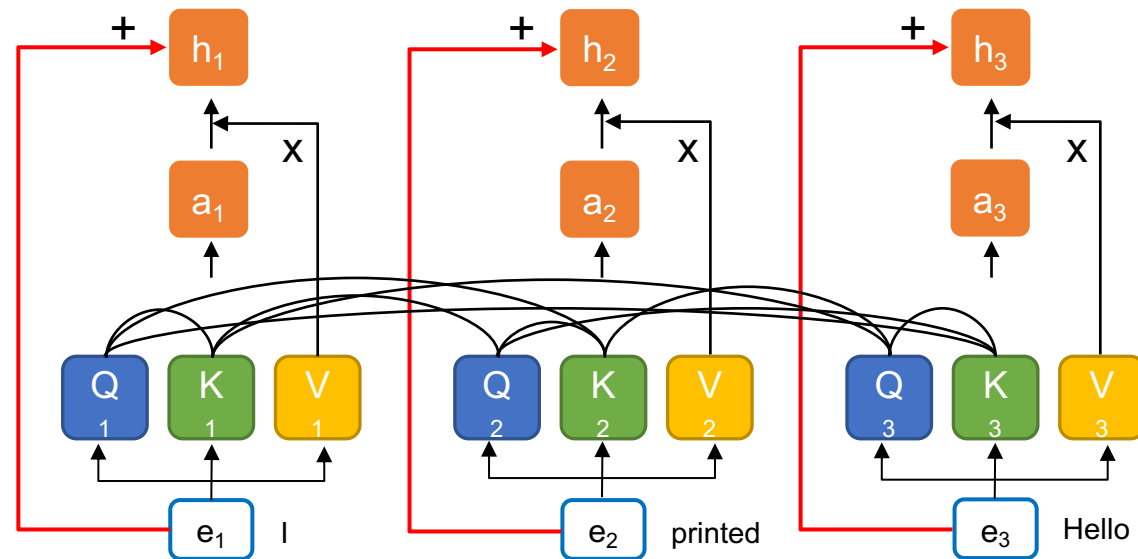 + + +
h1 h2 h3
x x x
a1 a2 a3
Q K V Q K V Q K V
1 1 1 2 2 2 3 3 3
e1 I e2 printed e3 Hello